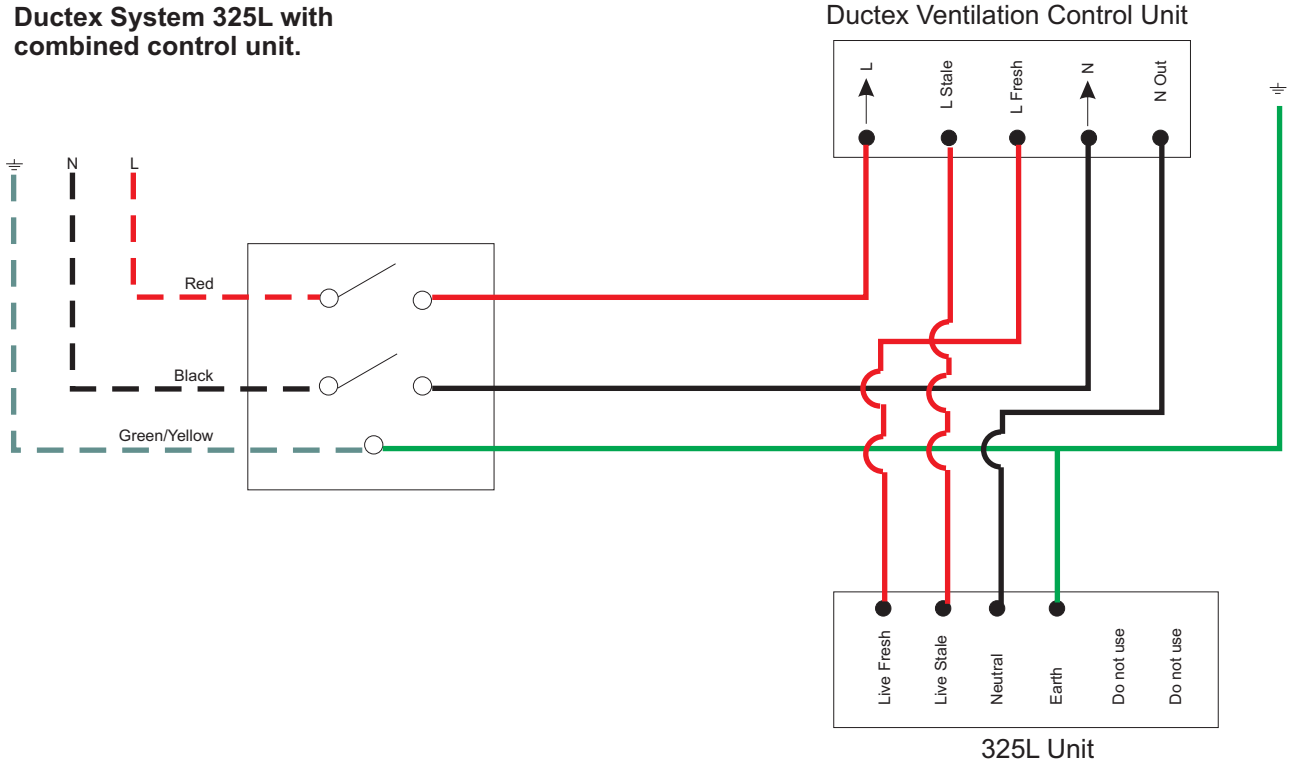 Ductex System 325L with
combined control unit.
Ductex Ventilation Control Unit
L
L Stale
L Fresh
N
N Out
N
L
Red
Black
Green/Yellow
Live Fresh
Live Stale
Neutral
Earth
Do not use
Do not use
325L Unit